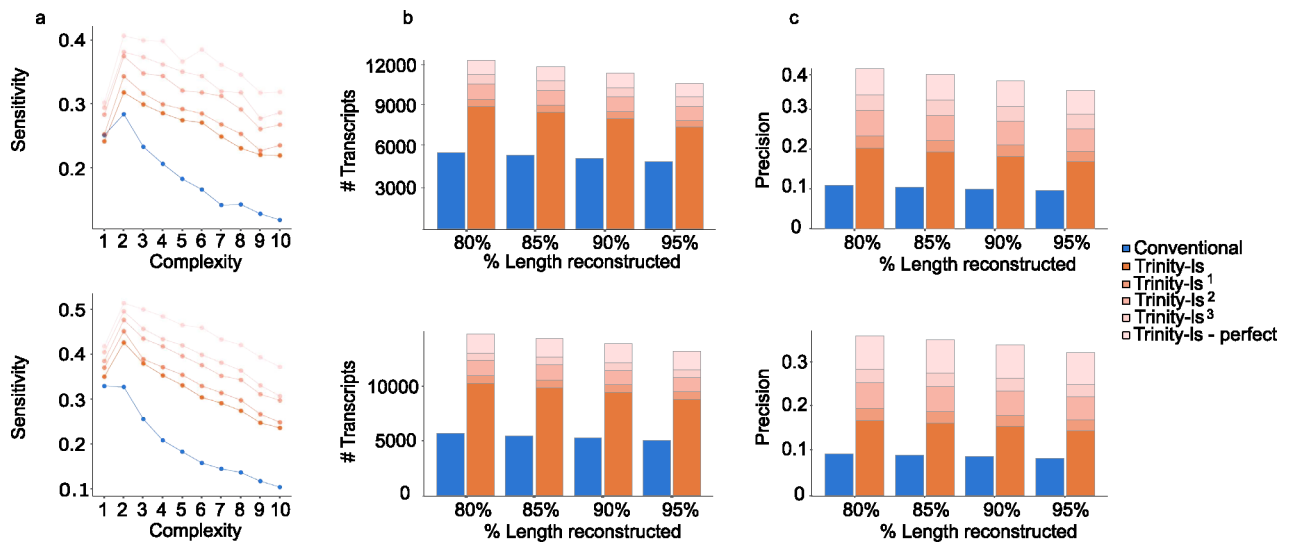 a
b
c
Sensitivity
0.4
0.3
0.2
1 2 3 4 5 6 7 8 9 10
Complexity
# Transcripts
12000
9000
6000
3000
80% 85% 90% 95%
% Length reconstructed
Precision
0.4
0.3
0.2
0.1
0
80% 85% 90% 95%
% Length reconstructed
Conventional
Trinity-ls
Trinity-ls 1
Trinity-ls 2
Trinity-ls 3
Trinity-ls - perfect
Sensitivity
0.5
0.4
0.3
0.2
0.1
1 2 3 4 5 6 7 8 9 10
Complexity
# Transcripts
10000
5000
0
80% 85% 90% 95%
% Length reconstructed
Precision
0.3
0.2
0.1
0
80% 85% 90% 95%
% Length reconstructed